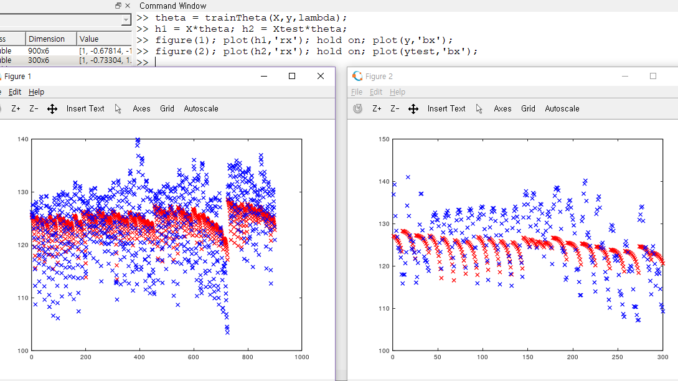 Command Window
ss Dimension Value
uble 900x6 [1, -0.67814, -1
uble 300x6 [1, -0.73304, 1.
>> theta = trainTheta(X,y,lambda);
>> h1 = X*theta; h2 = Xtest*theta;
>> figure(1); plot(h1,'rx'); hold on; plot(y,'bx');
>> figure(2); plot(h2,'rx'); hold on; plot(ytest,'bx');
>>
Figure 1
Edit Help
Z+ Z- Insert Text Axes Grid Autoscale
140
130
120
110
100
0 200 400 600 800 1000
Figure 2
File Edit Help
Z+ Z- Insert Text Axes Grid Autoscale
150
140
130
120
110
100
0 50 100 150 200 250 300